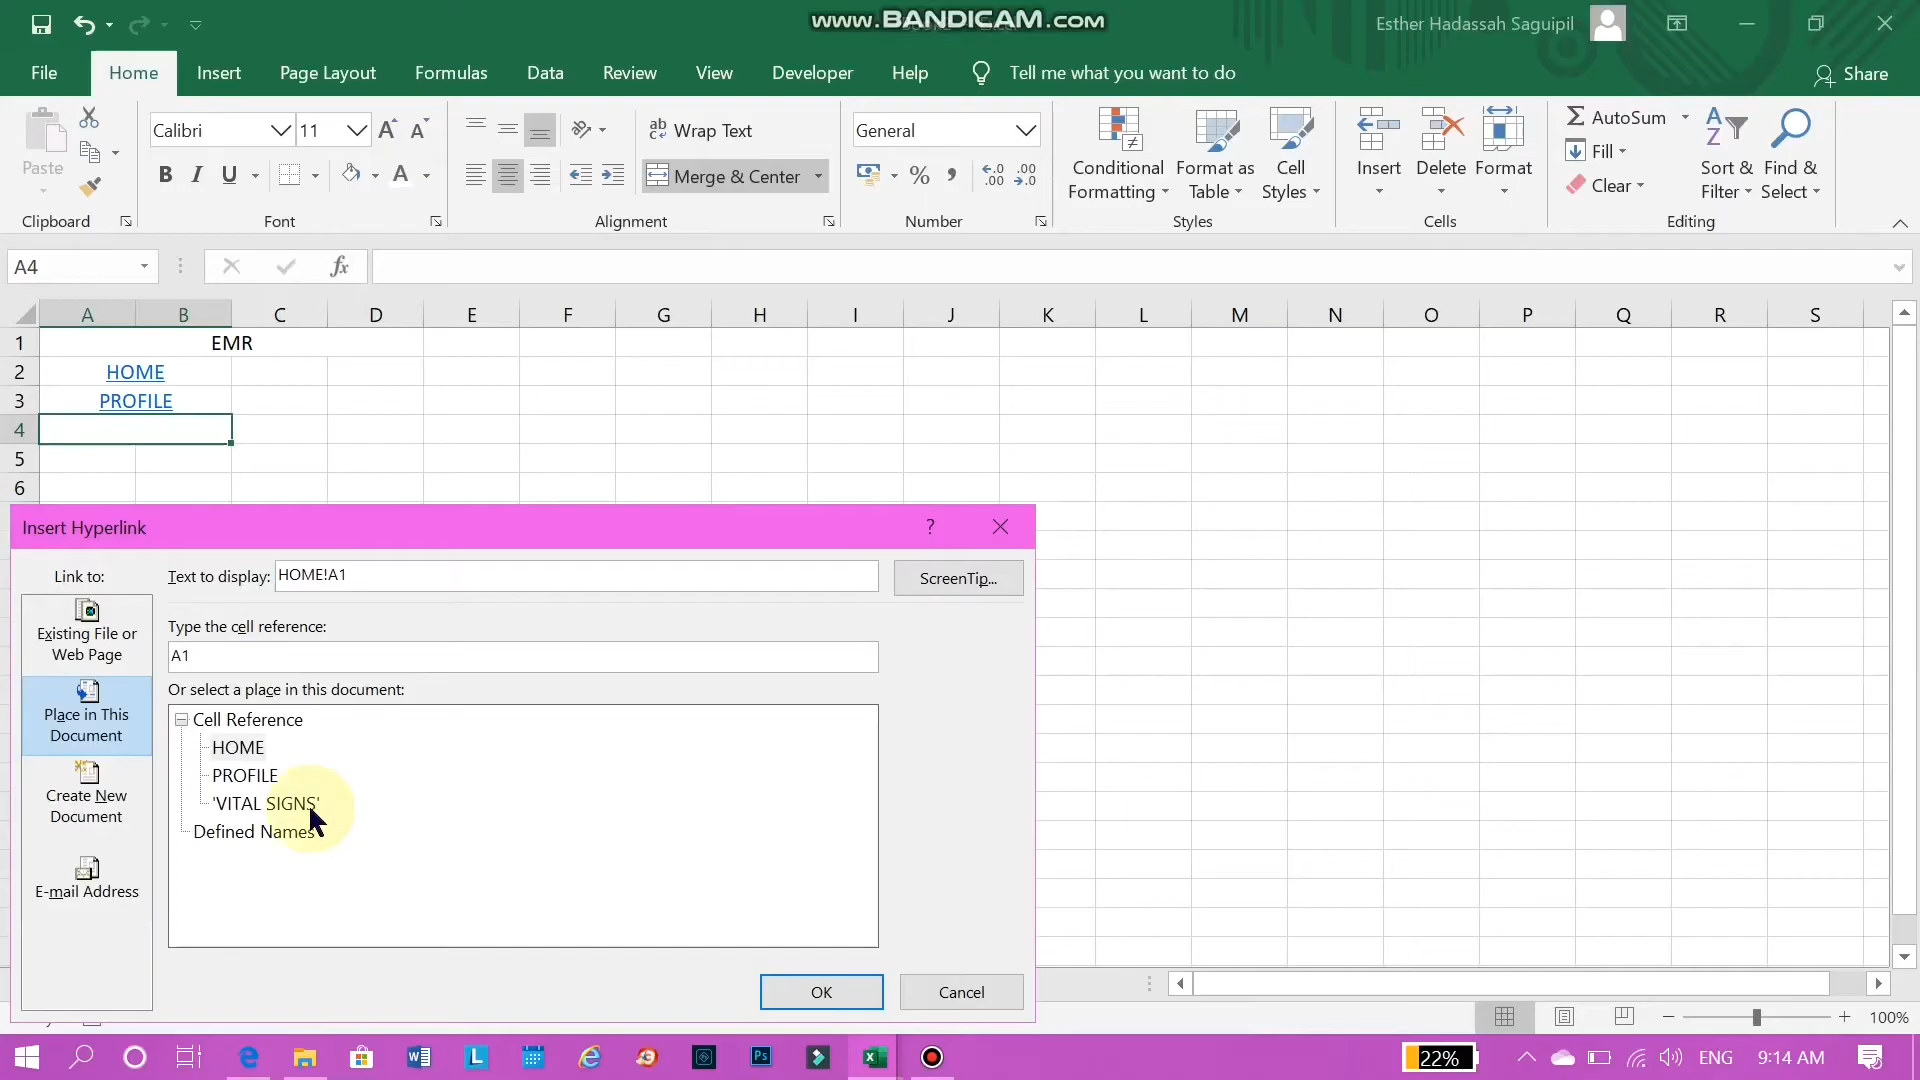 www.BANDICAM.com
Esther Hadassah Saguipil
File
Home
Insert
Page Layout
Formulas
Data
Review
View
Developer
Help
Tell me what you want to do
Share
Paste
Clipboard
Calibri
11
B I U
A
Font
Wrap Text
Merge & Center
Alignment
General
%
Number
Conditional
Formatting
Format as
Table
Cell
Styles
Styles
Insert
Delete
Format
Cells
AutoSum
Fill
Clear
Sort &
Filter
Find &
Select
Editing
A4
fx
A B C D E F G H I J K L M N O P Q R S
1 EMR
2 HOME
3 PROFILE
4
5
6
Insert Hyperlink
?
Link to:
Text to display:
HOME!A1
ScreenTip...
Existing File or
Web Page
Place in This
Document
Create New
Document
E-mail Address
Type the cell reference:
A1
Or select a place in this document:
Cell Reference
HOME
PROFILE
'VITAL SIGNS'
Defined Names
OK
Cancel
100%
22%
ENG
9:14 AM